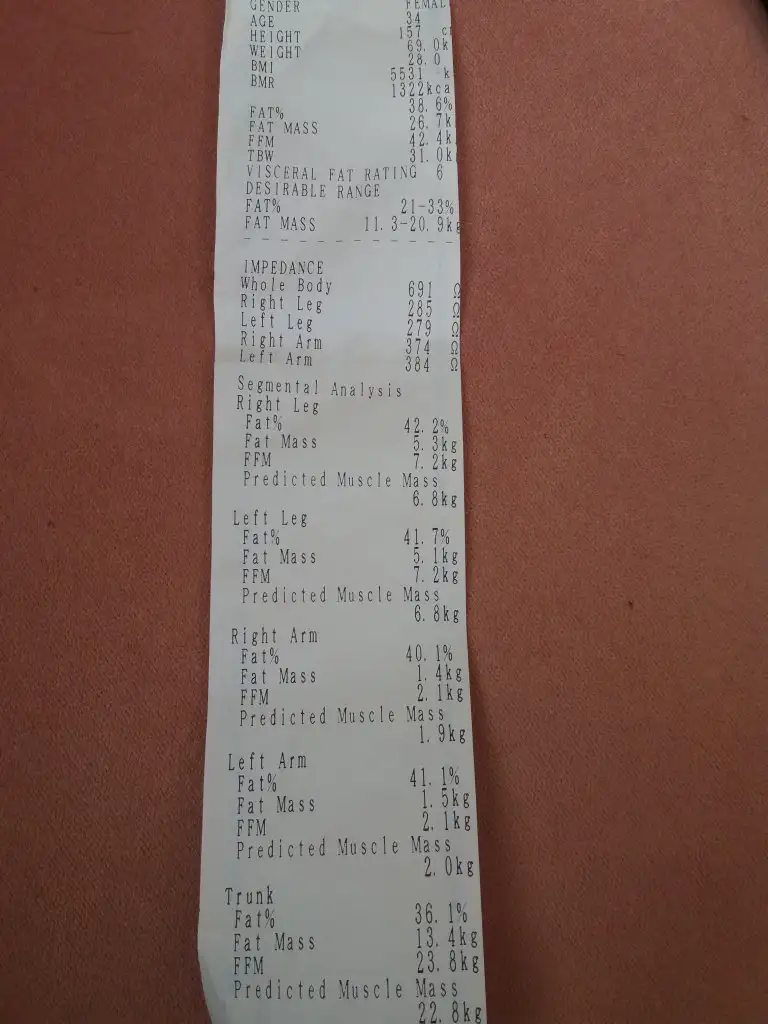 GENDER FEMAL
AGE 34
HEIGHT 157 c
WEIGHT 69.0k
BMI 28.0
BMR 5531 k
1322kca
FAT% 38.6%
FAT MASS 26.7k
FFM 42.4k
TBW 31.0k
VISCERAL FAT RATING 6
DESIRABLE RANGE
FAT% 21-33%
FAT MASS 11.3-20.9kg
IMPEDANCE
Whole Body 691 Ω
Right Leg 285 Ω
Left Leg 279 Ω
Right Arm 374 Ω
Left Arm 384 Ω
Segmental Analysis
Right Leg
Fat% 42.2%
Fat Mass 5.3kg
FFM 7.2kg
Predicted Muscle Mass
6.8kg
Left Leg
Fat% 41.7%
Fat Mass 5.1kg
FFM 7.2kg
Predicted Muscle Mass
6.8kg
Right Arm
Fat% 40.1%
Fat Mass 1.4kg
FFM 2.1kg
Predicted Muscle Mass
1.9kg
Left Arm
Fat% 41.1%
Fat Mass 1.5kg
FFM 2.1kg
Predicted Muscle Mass
2.0kg
Trunk
Fat% 36.1%
Fat Mass 13.4kg
FFM 23.8kg
Predicted Muscle Mass
22.8kg